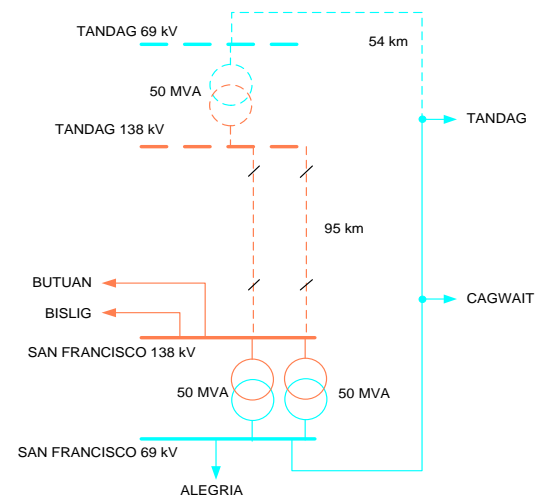 TANDAG 69 kV
54 km
50 MVA
TANDAG
TANDAG 138 kV
95 km
BUTUAN
CAGWAIT
BISLIG
SAN FRANCISCO 138 kV
50 MVA
50 MVA
SAN FRANCISCO 69 kV
ALEGRIA